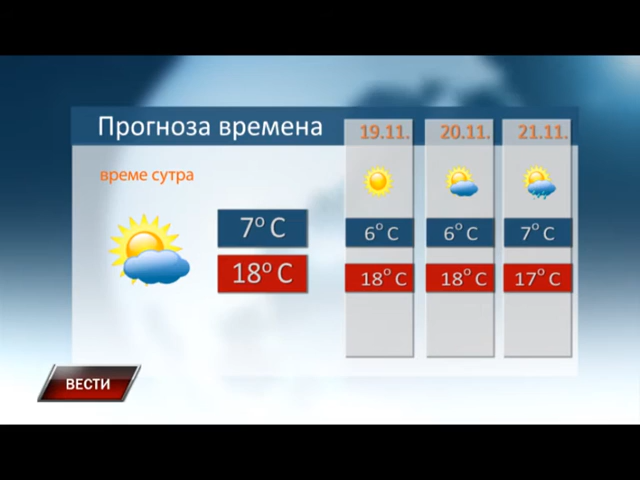 Прогноза времена
време сутра
7° C
18° C
19.11.
6° C
18° C
20.11.
6° C
18° C
21.11.
7° C
17° C
ВЕСТИ